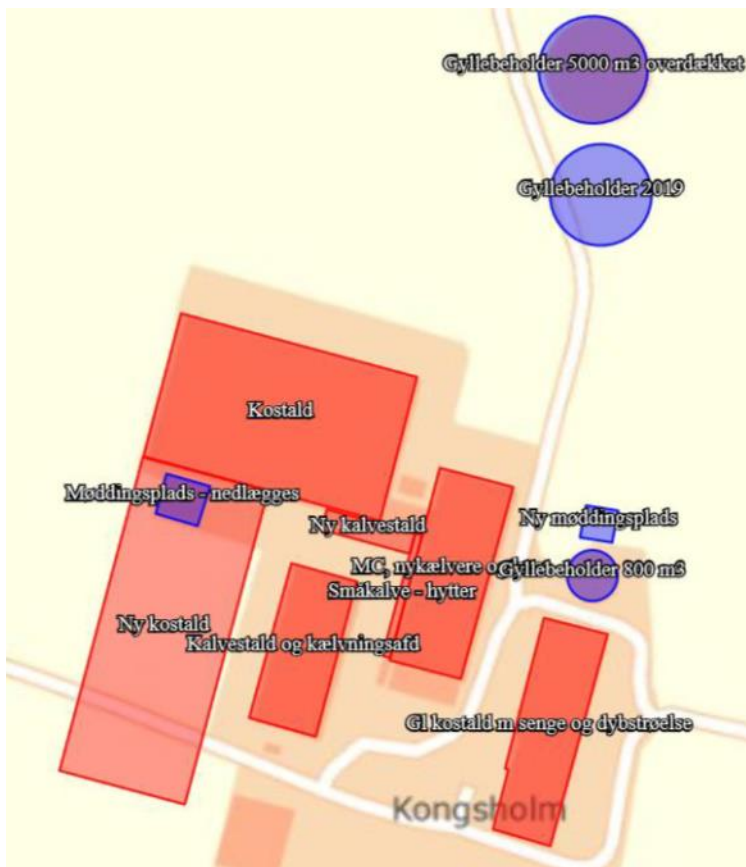 Gyllebeholder 5000 m3 overdækket
Gyllebeholder 2019
Kostald
Møddingsplads - nedlægges
Ny kalvestald
Ny møddingsplads
MC, nykælvere o
Gyllebeholder 800 m3
Småkalve - hytter
Ny kostald
Kalvestald og kælvningsafd
Gl kostald m senge og dybstrøelse
Kongsholm